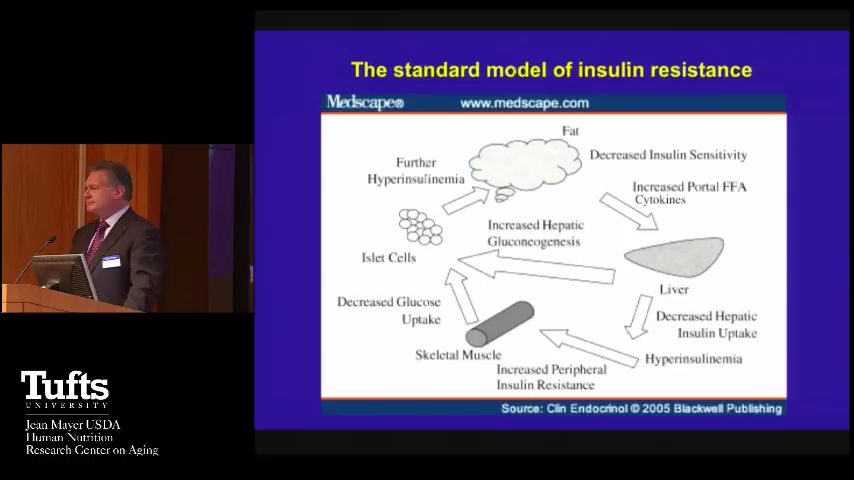 The standard model of insulin resistance
Medscape® www.medscape.com
Fat
Further
Hyperinsulinemia
Decreased Insulin Sensitivity
Increased Portal FFA
Cytokines
Increased Hepatic
Gluconeogenesis
Islet Cells
Liver
Decreased Glucose
Uptake
Decreased Hepatic
Insulin Uptake
Skeletal Muscle
Hyperinsulinemia
Increased Peripheral
Insulin Resistance
Source: Clin Endocrinol © 2005 Blackwell Publishing
Tufts
UNIVERSITY
Jean Mayer USDA
Human Nutrition
Research Center on Aging